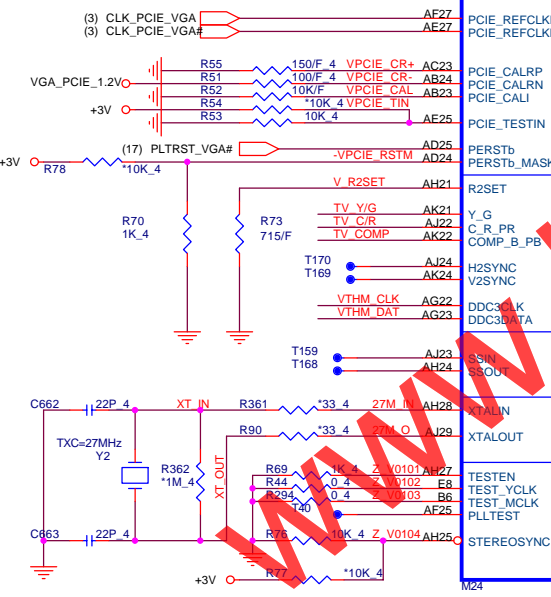 (3) CLK_PCIE_VGA AF27 PCIE_REFCLK
(3) CLK_PCIE_VGA# AE27 PCIE_REFCLK
R55 150/F_4 VPCIE_CR+ AC23 PCIE_CALRP
VGA_PCIE_1.2V R51 100/F_4 VPCIE_CR- AB24 PCIE_CALRN
R52 10K/F VPCIE_CAL AB23 PCIE_CALI
+3V R54 *10K_4 VPCIE_TIN
R53 10K_4 AE25 PCIE_TESTIN
(17) PLTRST_VGA# AD25 PERSTb
+3V R78 *10K_4 -VPCIE_RSTM AD24 PERSTb_MASK
V_R2SET AH21 R2SET
R70 1K_4
R73 715/F
TV_Y/G AK21 Y_G
TV_C/R AJ22 C_R_PR
TV_COMP AK22 COMP_B_PB
T170 AJ24 H2SYNC
T169 AK24 V2SYNC
VTHM_CLK AG22 DDC3CLK
VTHM_DAT AG23 DDC3DATA
T159 AJ23 SSIN
T168 AH24 SSOUT
C662 22P_4 XT_IN R361 *33_4 27M_IN AH28 XTALIN
R90 *33_4 27M_O AJ29 XTALOUT
TXC=27MHz
Y2
R362
*1M_4
XT_OUT
R69 1K_4 Z_V0101 AH27 TESTEN
R44 0_4 Z_V0102 E8 TEST_YCLK
R294 0_4 Z_V0103 B6 TEST_MCLK
T40 AF25 PLLTEST
C663 22P_4 R76 10K_4 Z_V0104 AH25 STEREOSYNC
+3V R77 *10K_4
M24